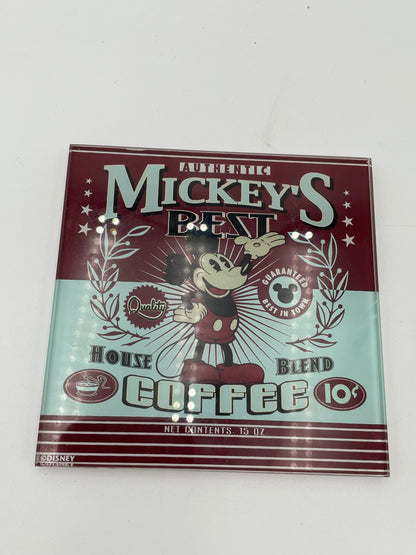 AUTHENTIC
MICKEY'S
BEST
Quality
GUARANTEED
BEST IN TOWN
HOUSE BLEND
COFFEE
10¢
NET CONTENTS. 15 OZ.
©DISNEY